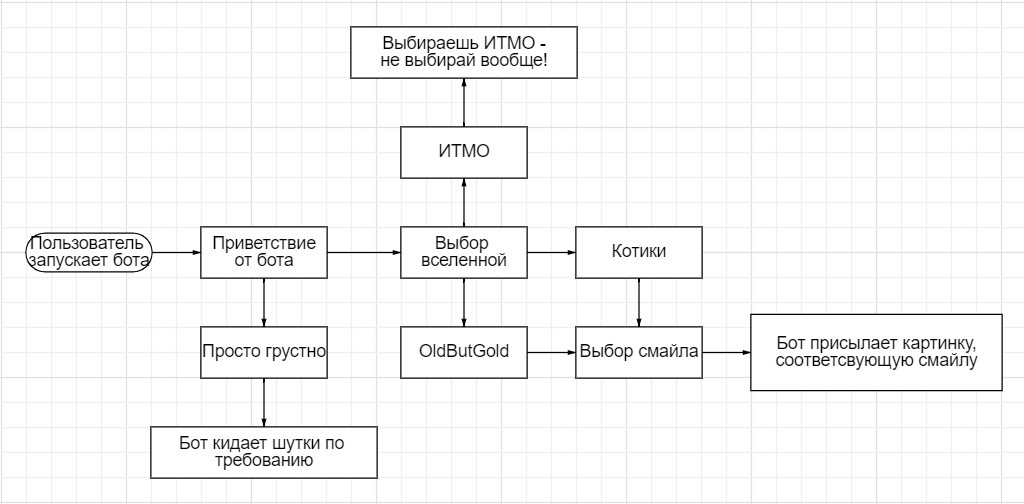 Выбираешь ИТМО -
не выбирай вообще!
ИТМО
Пользователь
запускает бота
Приветствие
от бота
Выбор
вселенной
Котики
Просто грустно
OldButGold
Выбор смайла
Бот присылает картинку,
соответсвующую смайлу
Бот кидает шутки по
требованию